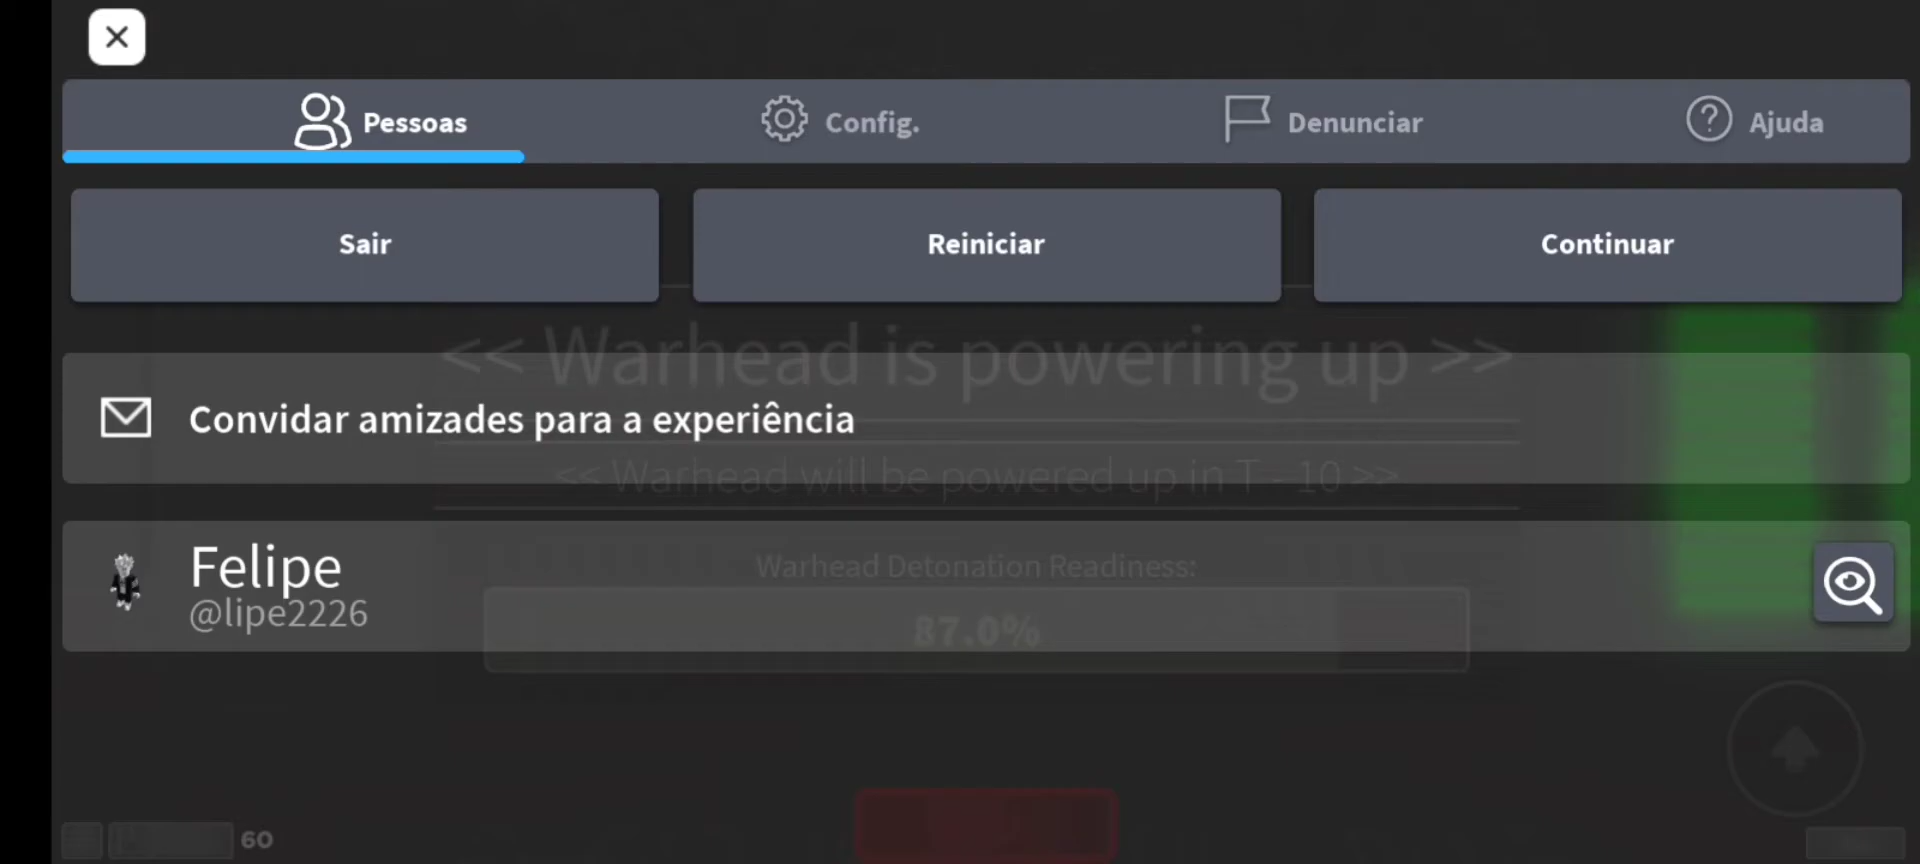 Pessoas
Config.
Denunciar
Ajuda
Sair
Reiniciar
Continuar
<< Warhead is powering up >>
Convidar amizades para a experiência
<< Warhead will be powered up in T - 10 >>
Felipe
@lipe2226
Warhead Detonation Readiness:
87.0%
60